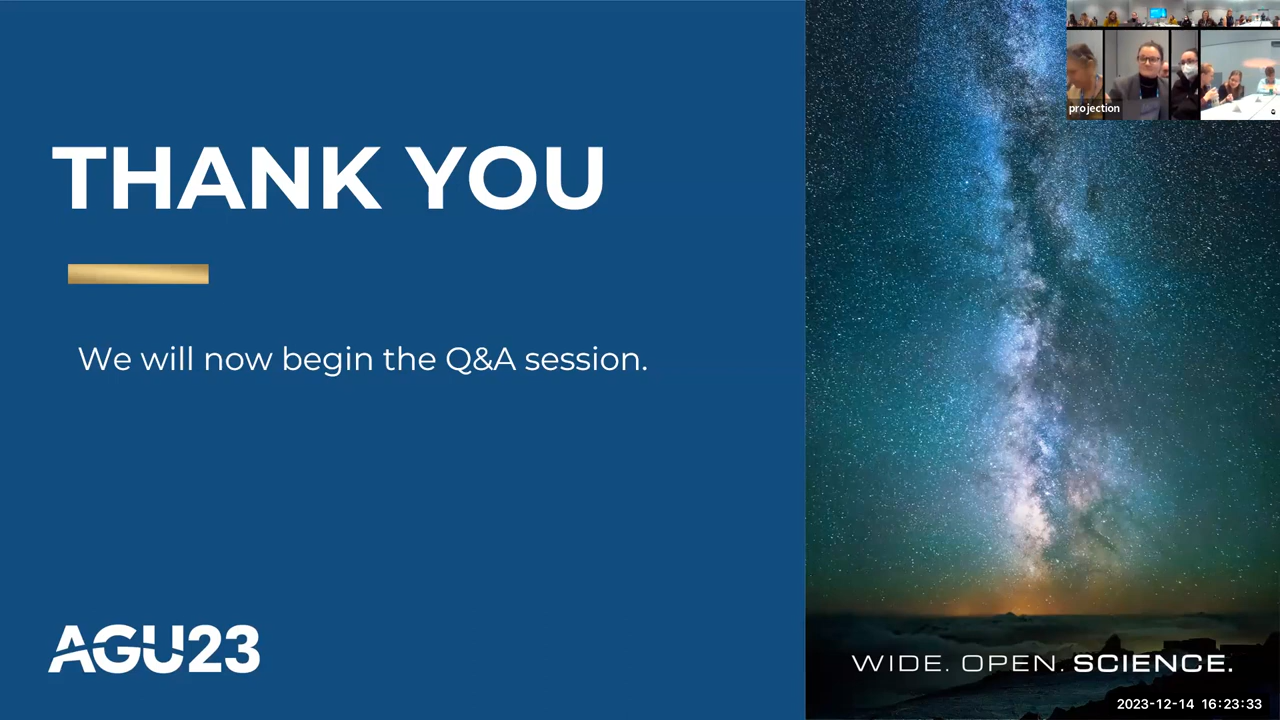 projection
THANK YOU
We will now begin the Q&A session.
AGU23
WIDE. OPEN. SCIENCE.
2023-12-14 16:23:33